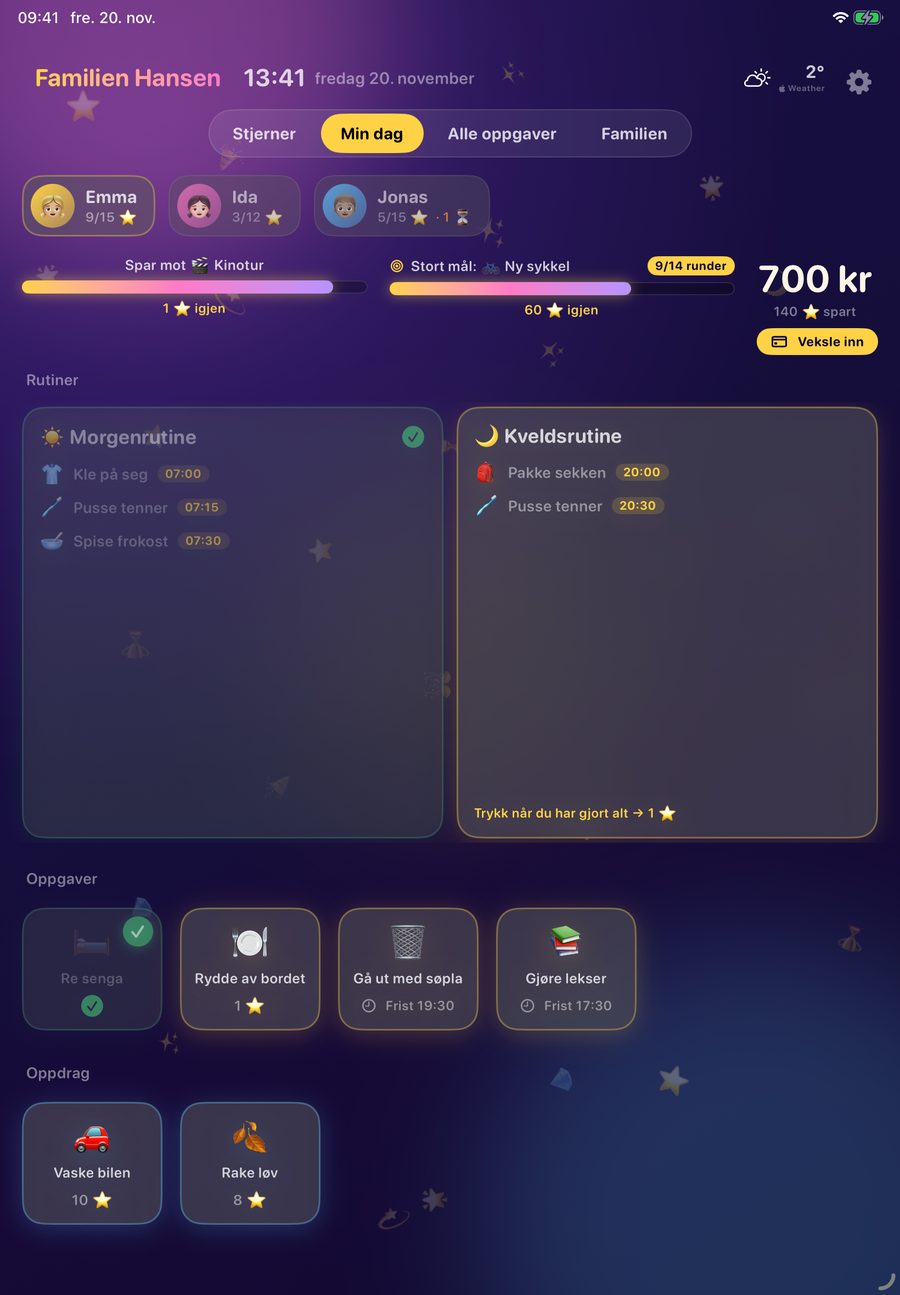 09:41 fre. 20. nov.
Familien Hansen 13:41 fredag 20. november
2°
Weather
Stjerner Min dag Alle oppgaver Familien
Emma
9/15 ⭐
Ida
3/12 ⭐
Jonas
5/15 ⭐ · 1 ⏳
Spar mot 🎬 Kinotur
1 ⭐ igjen
Stort mål: 🚲 Ny sykkel
9/14 runder
60 ⭐ igjen
700 kr
140 ⭐ spart
Veksle inn
Rutiner
Morgenrutine
Kle på seg 07:00
Pusse tenner 07:15
Spise frokost 07:30
Kveldsrutine
Pakke sekken 20:00
Pusse tenner 20:30
Trykk når du har gjort alt → 1 ⭐
Oppgaver
Re senga
Rydde av bordet
1 ⭐
Gå ut med søpla
Frist 19:30
Gjøre lekser
Frist 17:30
Oppdrag
Vaske bilen
10 ⭐
Rake løv
8 ⭐